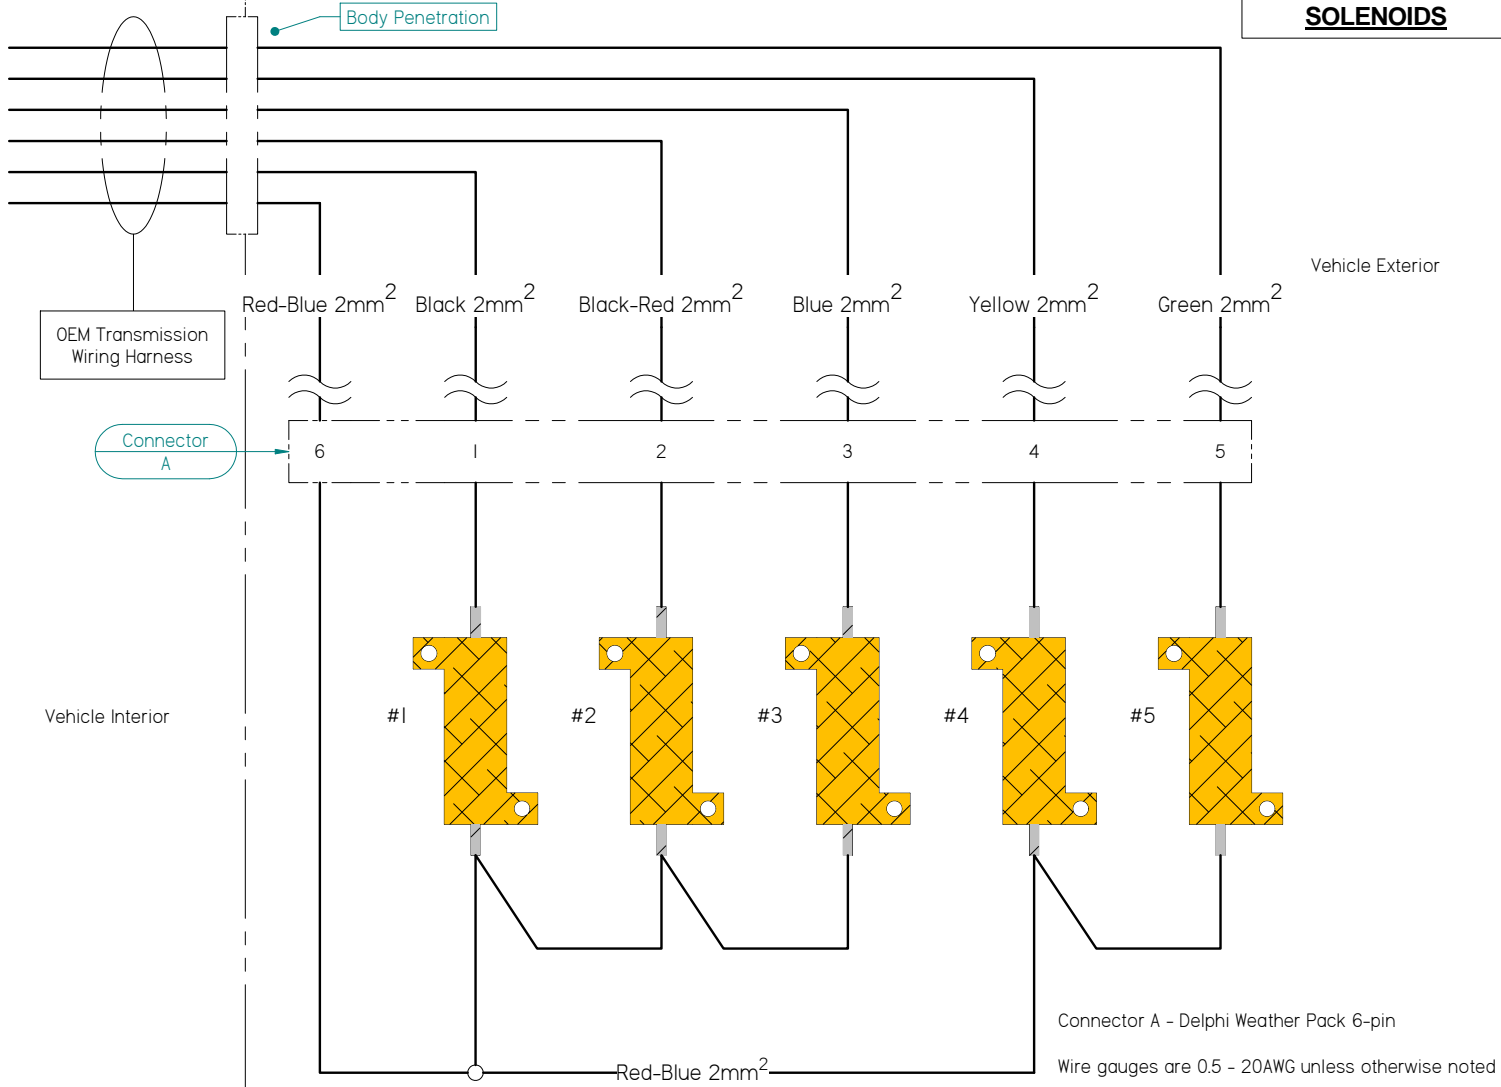 Body Penetration
SOLENOIDS
Vehicle Exterior
Red-Blue 2mm²
Black 2mm²
Black-Red 2mm²
Blue 2mm²
Yellow 2mm²
Green 2mm²
OEM Transmission
Wiring Harness
Connector
A
6
1
2
3
4
5
Vehicle Interior
#1
#2
#3
#4
#5
Connector A - Delphi Weather Pack 6-pin
Red-Blue 2mm²
Wire gauges are 0.5 - 20AWG unless otherwise noted